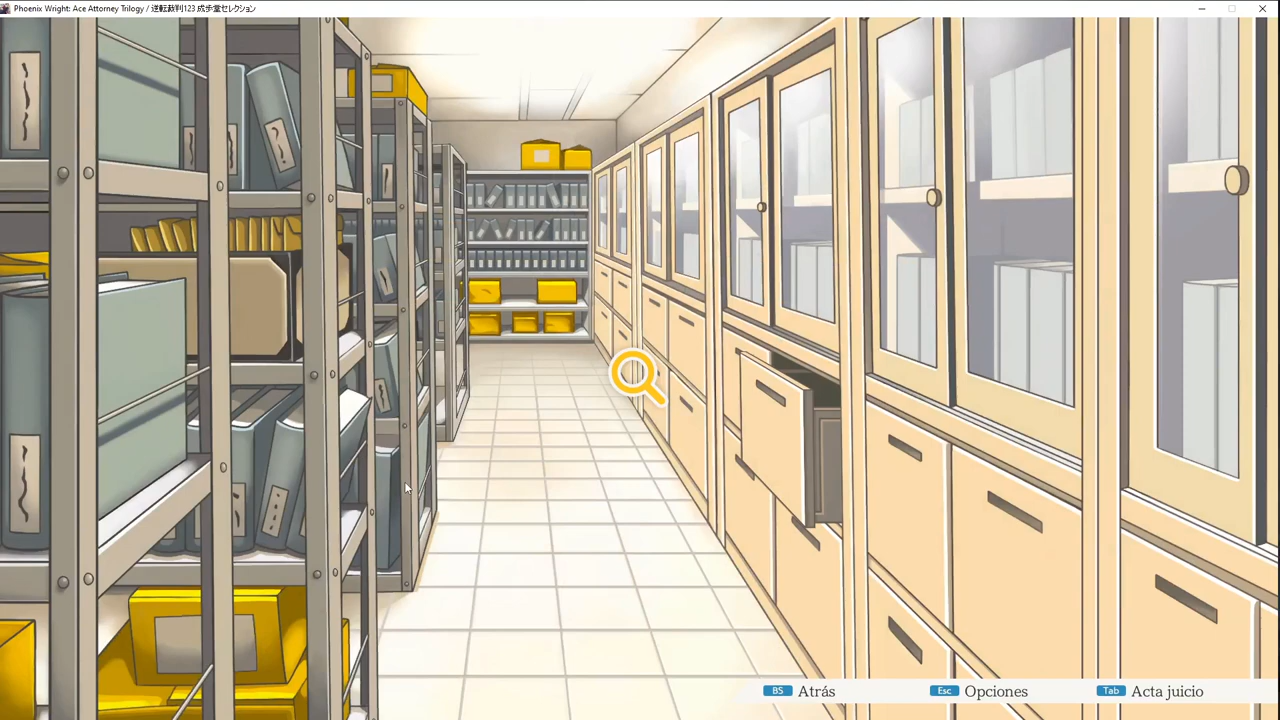 Phoenix Wright: Ace Attorney Trilogy / 逆転裁判123 成歩堂セレクション
BS Atrás Esc Opciones Tab Acta juicio